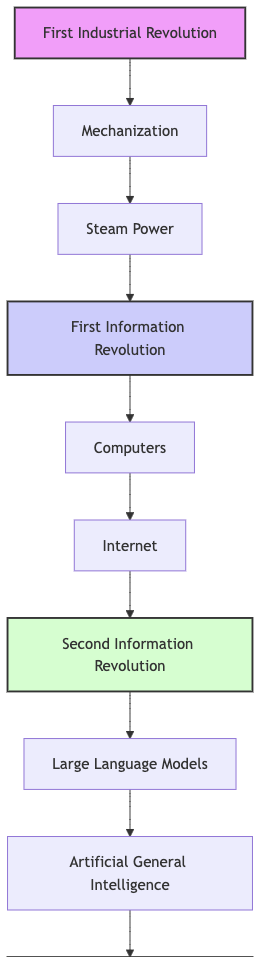 First Industrial Revolution
Mechanization
Steam Power
First Information
Revolution
Computers
Internet
Second Information
Revolution
Large Language Models
Artificial General
Intelligence